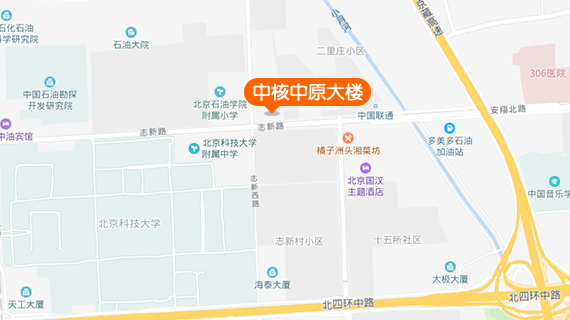 石化石油
科学研究院
石油大院
小月河
京藏高速
二里庄小区
306医院
中国石油勘探
开发研究院
北京石油学院
附属小学
中核中原大楼
中国联通
安翔北路
中油宾馆
志新路
多美多石油
加油站
北京科技大学
附属中学
橘子洲头湘菜坊
志新西路
北京国汉
主题酒店
中国音乐学
北京科技大学
志新村小区
十五所社区
海泰大厦
太极大厦
天工大厦
北四环中路
北四环中路